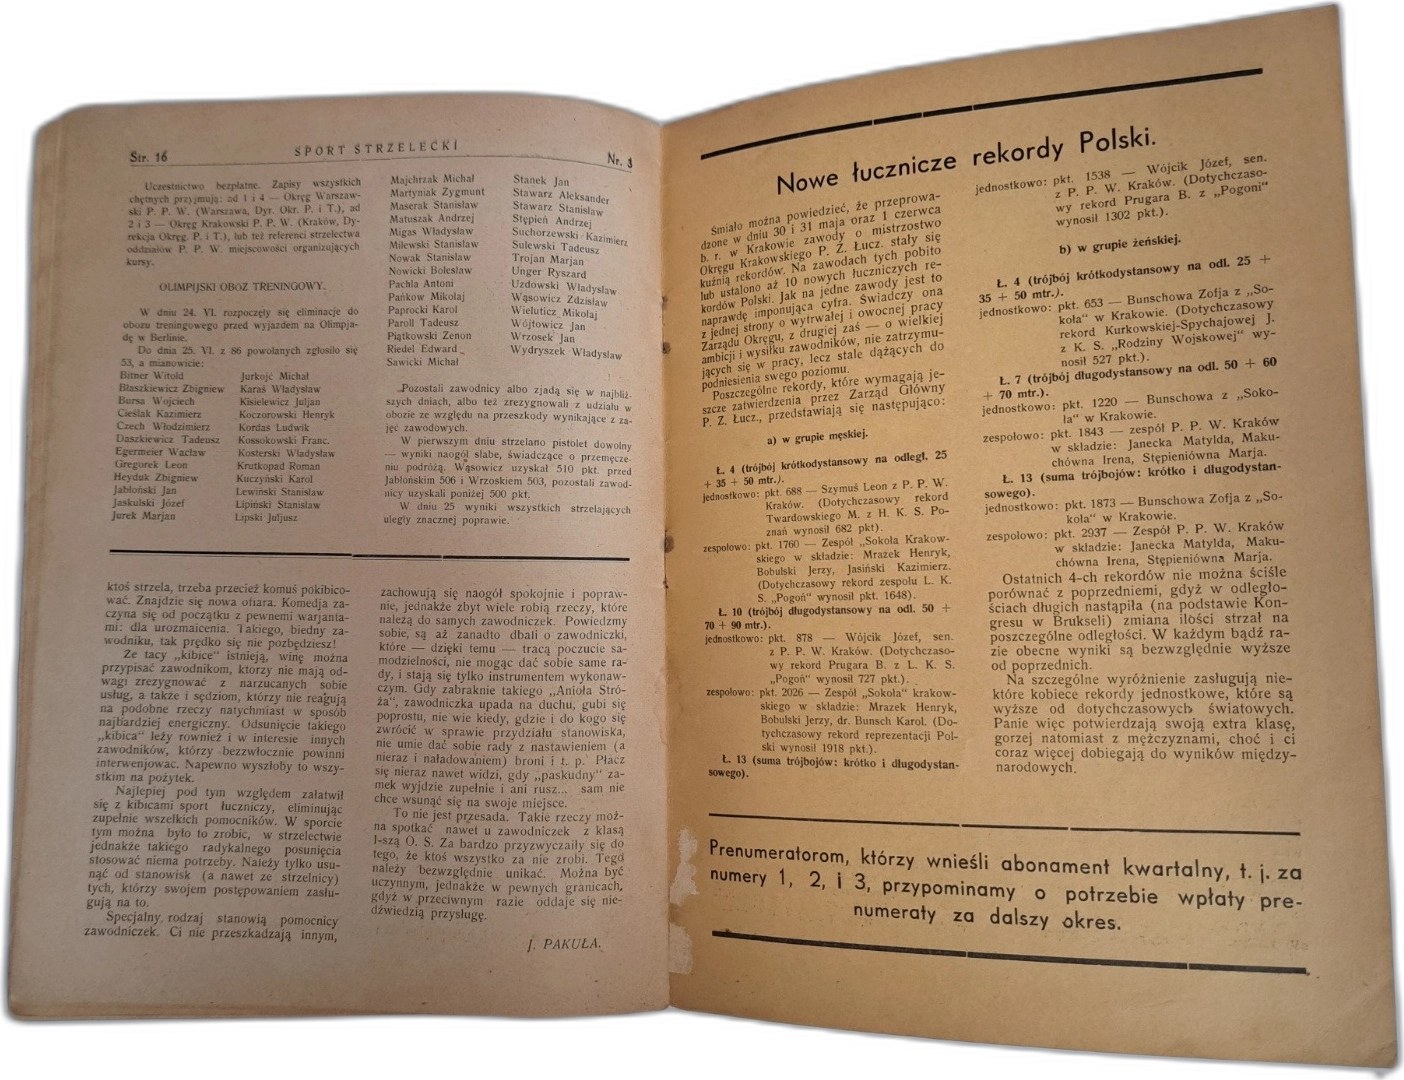 Str. 16
SPORT STRZELECKI
Nr. 3
Uczestnictwo bezpłatne. Zapisy wszystkich
chętnych przyjmują: ad 1 i 4 — Okręg Warszaw-
ski P. P. W. (Warszawa, Dyr. Okr. P. i T.), ad
2 i 3 — Okręg Krakowski P. P. W. (Kraków, Dy-
rekcja Okręg. P. i T.), lub też referenci strzelectwa
oddziałów P. P. W. miejscowości organizujących
kursy.
OLIMPIJSKI OBÓZ TRENINGOWY.
W dniu 24. VI. rozpoczęły się eliminacje do
obozu treningowego przed wyjazdem na Olimpja-
dę w Berlinie.
Do dnia 25. VI. z 86 powołanych zgłosiło się
53, a mianowicie:
Bitner Witold
Błaszkiewicz Zbigniew
Bursa Wojciech
Cieślak Kazimierz
Czech Włodzimierz
Daszkiewicz Tadeusz
Egermeier Wacław
Gregorek Leon
Heyduk Zbigniew
Jabłoński Jan
Jaskulski Józef
Jurek Marjan
Jurkojć Michał
Karaś Władysław
Kisielewicz Juljan
Koczorowski Henryk
Kordas Ludwik
Kossokowski Franc.
Kosterski Władysław
Krutkopad Roman
Kuczyński Karol
Lewiński Stanisław
Lipiński Stanisław
Lipski Juljusz
Majchrzak Michał
Martyniak Zygmunt
Maserak Stanisław
Matuszak Andrzej
Migas Władysław
Milewski Stanisław
Nowak Stanisław
Nowicki Bolesław
Pachla Antoni
Pańkow Mikołaj
Paprocki Karol
Paroll Tadeusz
Piątkowski Zenon
Riedel Edward
Sawicki Michał
Stanek Jan
Stawarz Aleksander
Stawarz Stanisław
Stępień Andrzej
Suchorzewski Kazimierz
Sulewski Tadeusz
Trojan Marjan
Unger Ryszard
Uzdowski Władysław
Wąsowicz Zdzisław
Wieluticz Mikołaj
Wójtowicz Jan
Wrzosek Jan
Wydryszek Władysław
Pozostali zawodnicy albo zjadą się w najbliż-
szych dniach, albo też zrezygnowali z udziału w
obozie ze względu na przeszkody wynikające z za-
jęć zawodowych.
W pierwszym dniu strzelano pistolet dowolny
— wyniki naogół słabe, świadczące o przemęcze-
niu podróżą. Wąsowicz uzyskał 510 pkt. przed
Jabłońskim 506 i Wrzoskiem 503, pozostali zawod-
nicy uzyskali poniżej 500 pkt.
W dniu 25 wyniki wszystkich strzelających
uległy znacznej poprawie.
ktoś strzela, trzeba przecież komuś pokibico-
wać. Znajdzie się nowa ofiara. Komedja za-
czyna się od początku z pewnemi warjanta-
mi: dla urozmaicenia. Takiego, biedny za-
wodniku, tak prędko się nie pozbędziesz!
Że tacy „kibice" istnieją, winę można
przypisać zawodnikom, którzy nie mają od-
wagi zrezygnować z narzucanych sobie
usług, a także i sędziom, którzy nie reagują
na podobne rzeczy natychmiast w sposób
najbardziej energiczny. Odsunięcie takiego
„kibica" leży również i w interesie innych
zawodników, którzy bezzwłocznie powinni
interwenjować. Napewno wyszłoby to wszy-
stkim na pożytek.
Najlepiej pod tym względem załatwił
się z kibicami sport łuczniczy, eliminując
zupełnie wszelkich pomocników. W sporcie
tym można było to zrobić, w strzelectwie
jednakże takiego radykalnego posunięcia
stosować niema potrzeby. Należy tylko usu-
nąć od stanowisk (a nawet ze strzelnicy)
tych, którzy swojem postępowaniem zasłu-
gują na to.
Specjalny rodzaj stanowią pomocnicy
zawodniczek. Ci nie przeszkadzają innym,
zachowują się naogół spokojnie i popraw-
nie, jednakże zbyt wiele robią rzeczy, które
należą do samych zawodniczek. Powiedzmy
sobie, są aż zanadto dbali o zawodniczki,
które — dzięki temu — tracą poczucie sa-
modzielności, nie mogąc dać sobie same ra-
dy, i stają się tylko instrumentem wykonaw-
czym. Gdy zabraknie takiego „Anioła Stró-
ża", zawodniczka upada na duchu, gubi się
poprostu, nie wie kiedy, gdzie i do kogo się
zwrócić w sprawie przydziału stanowiska,
nie umie dać sobie rady z nastawieniem (a
nieraz i naładowaniem) broni i t. p. Płacz
się nieraz nawet widzi, gdy „paskudny" za-
mek wyjdzie zupełnie i ani rusz... sam nie
chce wsunąć się na swoje miejsce.
To nie jest przesada. Takie rzeczy moż-
na spotkać nawet u zawodniczek z klasą
I-szą O. S. Za bardzo przyzwyczaiły się do
tego, że ktoś wszystko za nie zrobi. Tego
należy bezwzględnie unikać. Można być
uczynnym, jednakże w pewnych granicach,
gdyż w przeciwnym razie oddaje się nie-
dźwiedzią przysługę.
J. PAKUŁA.
Nowe łucznicze rekordy Polski.
Śmiało można powiedzieć, że przeprowa-
dzone w dniu 30 i 31 maja oraz 1 czerwca
b. r. w Krakowie zawody o mistrzostwo
Okręgu Krakowskiego P. Z. Łucz. stały się
kuźnią rekordów. Na zawodach tych pobito
lub ustalono aż 10 nowych łuczniczych re-
kordów Polski. Jak na jedne zawody jest to
naprawdę imponująca cyfra. Świadczy ona
z jednej strony o wytrwałej i owocnej pracy
Zarządu Okręgu, z drugiej zaś — o wielkiej
ambicji i wysiłku zawodników, nie zatrzymu-
jących się w pracy, lecz stale dążących do
podniesienia swego poziomu.
Poszczególne rekordy, które wymagają je-
szcze zatwierdzenia przez Zarząd Główny
P. Z. Łucz., przedstawiają się następująco:
a) w grupie męskiej.
Ł. 4 (trójbój krótkodystansowy na odległ. 25
+ 35 + 50 mtr.).
jednostkowo: pkt. 688 — Szymuś Leon z P. P. W.
Kraków. (Dotychczasowy rekord
Twardowskiego M. z H. K. S. Po-
znań wynosił 682 pkt).
zespołowo: pkt. 1760 — Zespół „Sokoła Krakow-
skiego w składzie: Mrazek Henryk,
Bobulski Jerzy, Jasiński Kazimierz.
(Dotychczasowy rekord zespołu L. K.
S. „Pogoń" wynosił pkt. 1648).
Ł. 10 (trójbój długodystansowy na odl. 50 +
70 + 90 mtr.).
jednostkowo: pkt. 878 — Wójcik Józef, sen.
z P. P. W. Kraków. (Dotychczaso-
wy rekord Prugara B. z L. K. S.
„Pogoń" wynosił 727 pkt.).
zespołowo: pkt. 2026 — Zespół „Sokoła" krakow-
skiego w składzie: Mrazek Henryk,
Bobulski Jerzy, dr. Bunsch Karol. (Do-
tychczasowy rekord reprezentacji Pol-
ski wynosił 1918 pkt.).
Ł. 13 (suma trójbojów: krótko i długodystan-
sowego).
jednostkowo: pkt. 1538 — Wójcik Józef, sen.
z P. P. W. Kraków. (Dotychczaso-
wy rekord Prugara B. z „Pogoni"
wynosił 1302 pkt.).
b) w grupie żeńskiej.
Ł. 4 (trójbój krótkodystansowy na odl. 25 +
35 + 50 mtr.).
jednostkowo: pkt. 653 — Bunschowa Zofja z „So-
koła" w Krakowie. (Dotychczasowy
rekord Kurkowskiej-Spychajowej J.
z K. S. „Rodziny Wojskowej" wy-
nosił 527 pkt.).
Ł. 7 (trójbój długodystansowy na odl. 50 + 60
+ 70 mtr.).
jednostkowo: pkt. 1220 — Bunschowa z „Soko-
ła" w Krakowie.
zespołowo: pkt. 1843 — zespół P. P. W. Kraków
w składzie: Janecka Matylda, Maku-
chówna Irena, Stępieniówna Marja.
Ł. 13 (suma trójbojów: krótko i długodystan-
sowego).
jednostkowo: pkt. 1873 — Bunschowa Zofja z „So-
koła" w Krakowie.
zespołowo: pkt. 2937 — Zespół P. P. W. Kraków
w składzie: Janecka Matylda, Maku-
chówna Irena, Stępieniówna Marja.
Ostatnich 4-ch rekordów nie można ściśle
porównać z poprzedniemi, gdyż w odległo-
ściach długich nastąpiła (na podstawie Kon-
gresu w Brukseli) zmiana ilości strzał na
poszczególne odległości. W każdym bądź ra-
zie obecne wyniki są bezwzględnie wyższe
od poprzednich.
Na szczególne wyróżnienie zasługują nie-
które kobiece rekordy jednostkowe, które są
wyższe od dotychczasowych światowych.
Panie więc potwierdzają swoją extra klasę,
gorzej natomiast z mężczyznami, choć i ci
coraz więcej dobiegają do wyników między-
narodowych.
Prenumeratorom, którzy wnieśli abonament kwartalny, t. j. za
numery 1, 2, i 3, przypominamy o potrzebie wpłaty pre-
numeraty za dalszy okres.